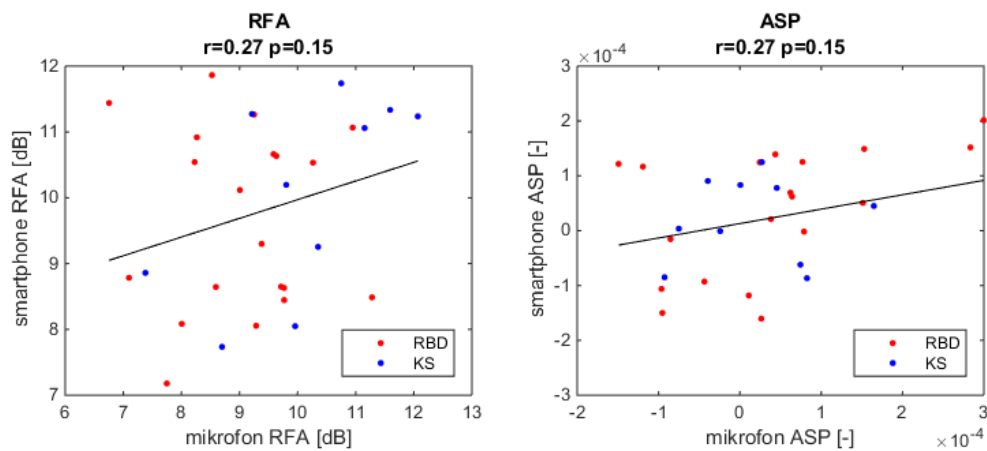 RFA
r=0.27 p=0.15
12
11
10
9
8
7
smartphone RFA [dB]
RBD
KS
6 7 8 9 10 11 12 13
mikrofon RFA [dB]
ASP
r=0.27 p=0.15
×10⁻⁴
3
2
1
0
-1
-2
-3
smartphone ASP [-]
RBD
KS
-2 -1 0 1 2 3
mikrofon ASP [-]
×10⁻⁴